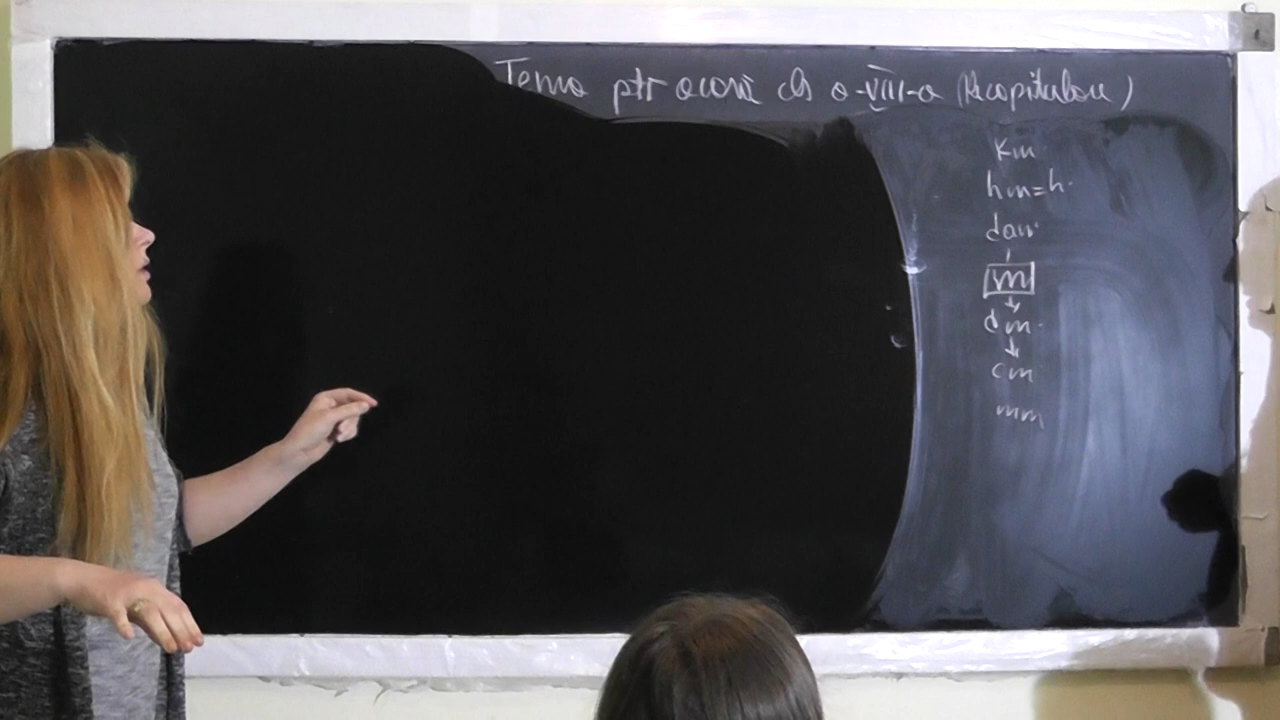 Tema ptr acasă cls a-VIII-a (Recapitulare)
Km
hm=h
dam
m
dm
cm
mm